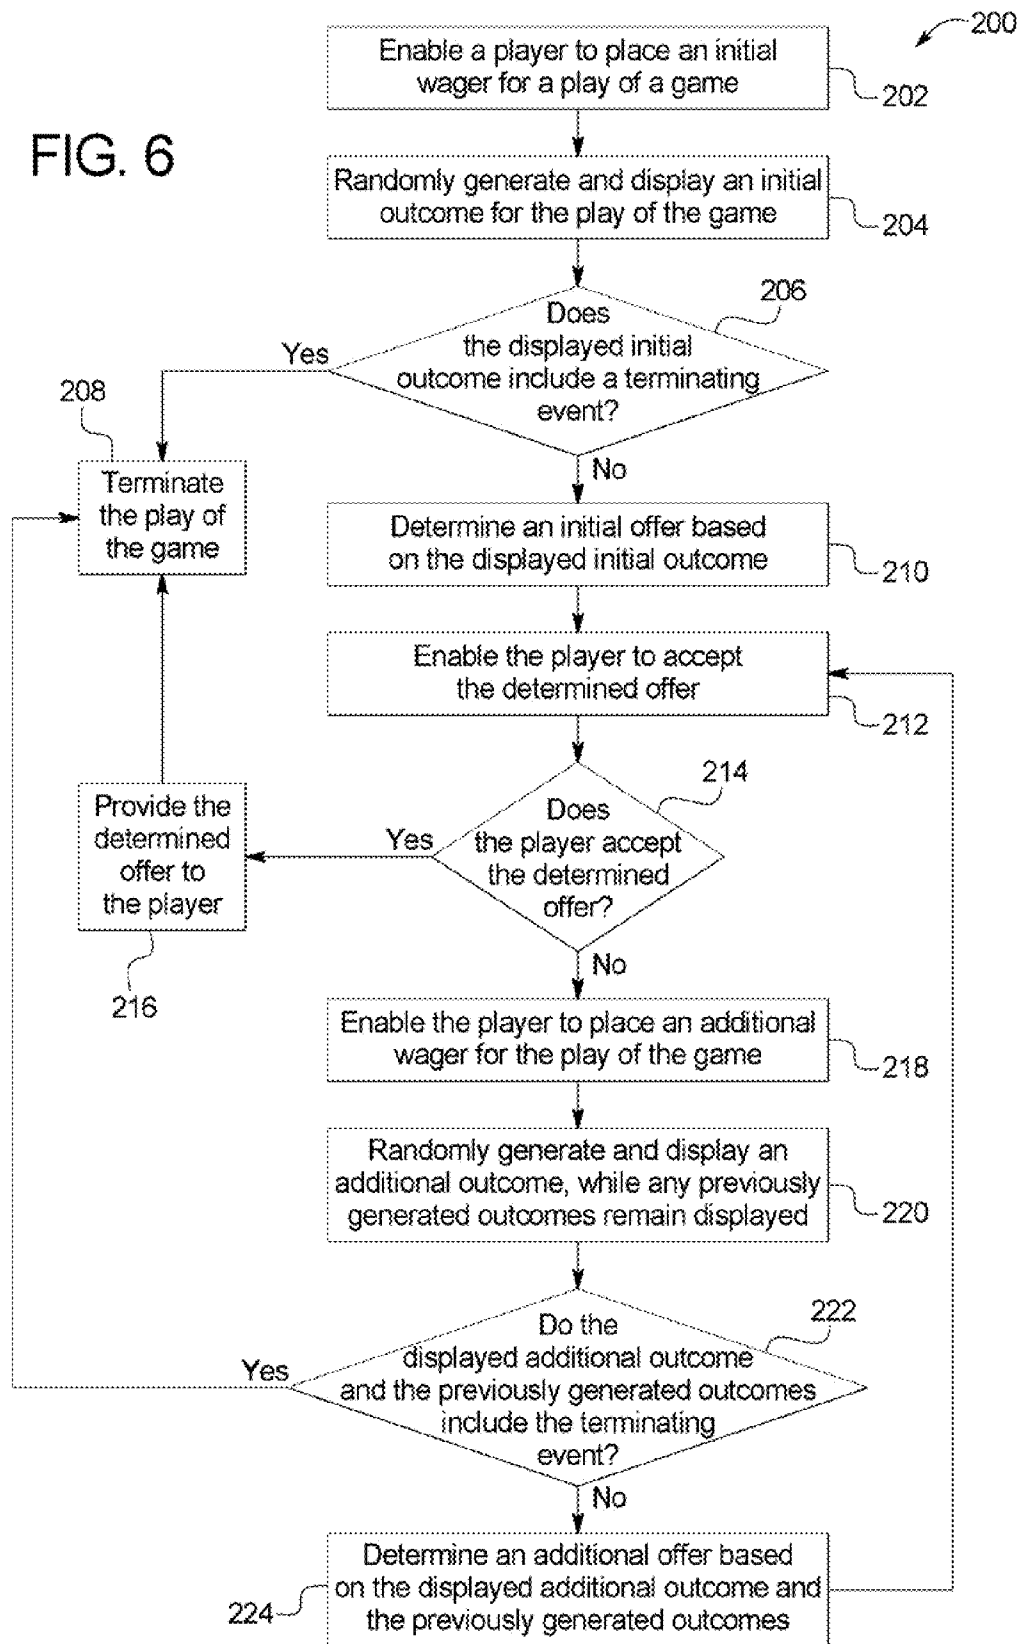 200
Enable a player to place an initial
wager for a play of a game
202
FIG. 6
Randomly generate and display an initial
outcome for the play of the game
204
206
Does
the displayed initial
outcome include a terminating
event?
Yes
No
208
Terminate
the play of
the game
Determine an initial offer based
on the displayed initial outcome
210
Enable the player to accept
the determined offer
212
214
Does
the player accept
the determined
offer?
Yes
No
Provide the
determined
offer to
the player
216
Enable the player to place an additional
wager for the play of the game
218
Randomly generate and display an
additional outcome, while any previously
generated outcomes remain displayed
220
222
Do the
displayed additional outcome
and the previously generated outcomes
include the terminating
event?
Yes
No
Determine an additional offer based
on the displayed additional outcome and
the previously generated outcomes
224